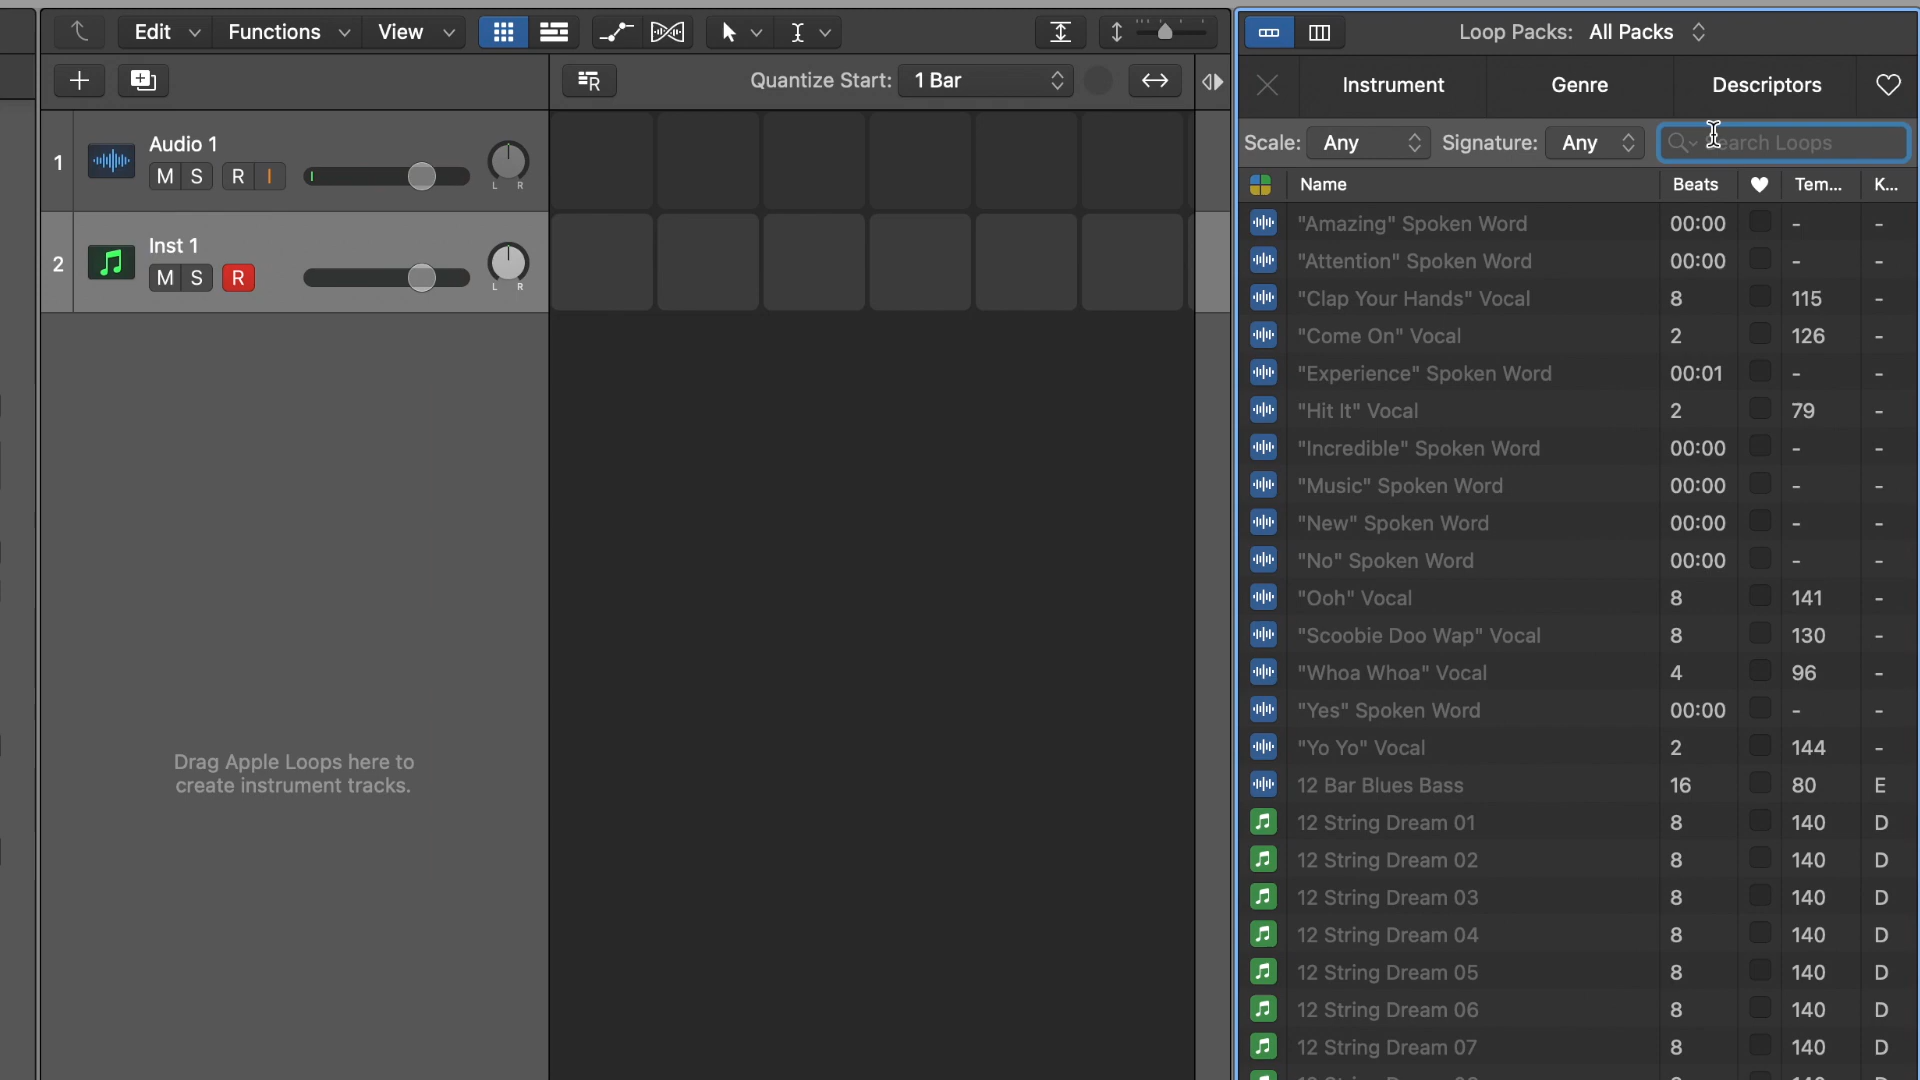 Edit
Functions
View
Loop Packs: All Packs
Quantize Start: 1 Bar
Instrument
Genre
Descriptors
Scale: Any
Signature: Any
Search Loops
1
Audio 1
M S R I
L R
2
Inst 1
M S R
L R
Drag Apple Loops here to
create instrument tracks.
Name Beats Tem... K...
"Amazing" Spoken Word 00:00 - -
"Attention" Spoken Word 00:00 - -
"Clap Your Hands" Vocal 8 115 -
"Come On" Vocal 2 126 -
"Experience" Spoken Word 00:01 - -
"Hit It" Vocal 2 79 -
"Incredible" Spoken Word 00:00 - -
"Music" Spoken Word 00:00 - -
"New" Spoken Word 00:00 - -
"No" Spoken Word 00:00 - -
"Ooh" Vocal 8 141 -
"Scoobie Doo Wap" Vocal 8 130 -
"Whoa Whoa" Vocal 4 96 -
"Yes" Spoken Word 00:00 - -
"Yo Yo" Vocal 2 144 -
12 Bar Blues Bass 16 80 E
12 String Dream 01 8 140 D
12 String Dream 02 8 140 D
12 String Dream 03 8 140 D
12 String Dream 04 8 140 D
12 String Dream 05 8 140 D
12 String Dream 06 8 140 D
12 String Dream 07 8 140 D